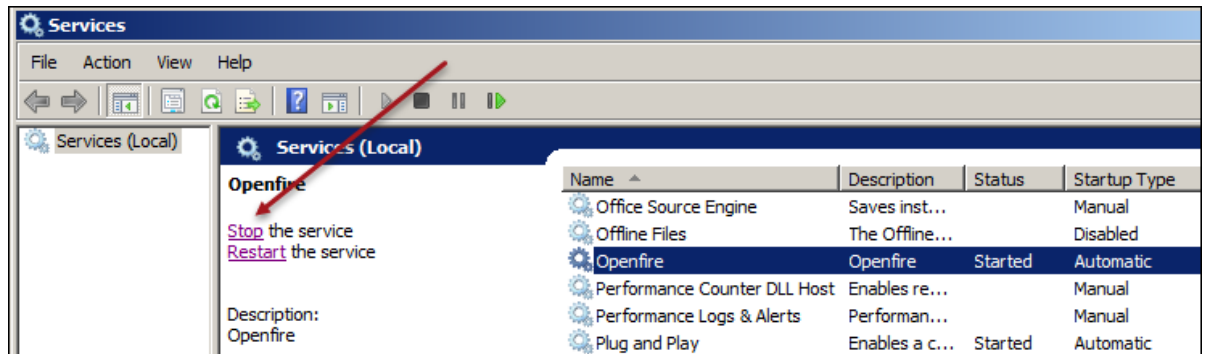 Services
File Action View Help
Services (Local)
Services (Local)
Openfire
Stop the service
Restart the service
Description:
Openfire
Name Description Status Startup Type
Office Source Engine Saves inst... Manual
Offline Files The Offline... Disabled
Openfire Openfire Started Automatic
Performance Counter DLL Host Enables re... Manual
Performance Logs & Alerts Performan... Manual
Plug and Play Enables a c... Started Automatic